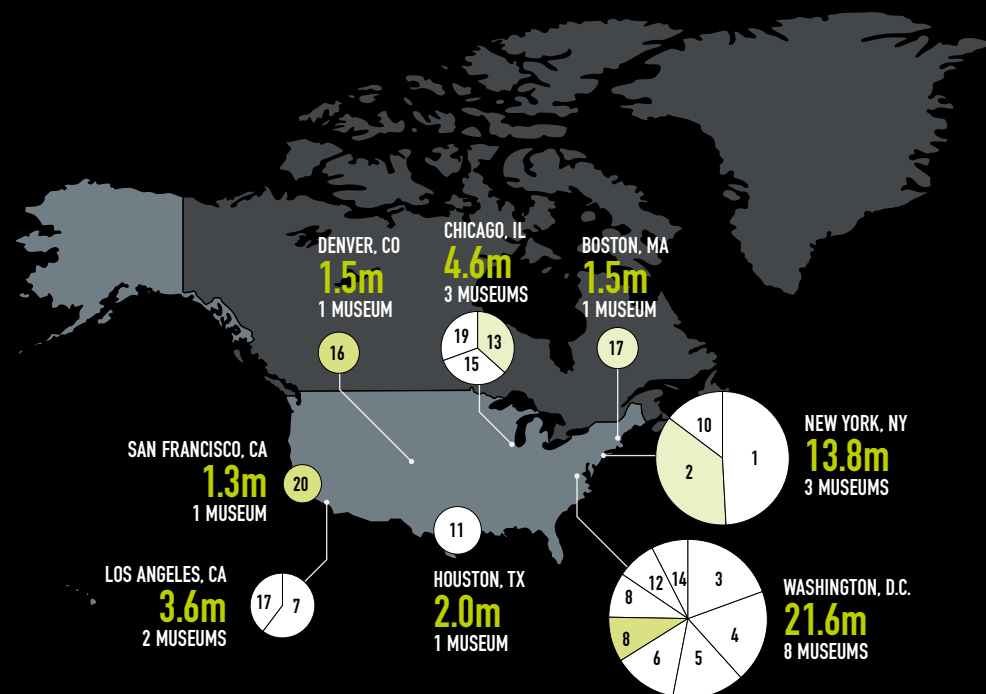 DENVER, CO
1.5m
1 MUSEUM
16
CHICAGO, IL
4.6m
3 MUSEUMS
19
13
15
BOSTON, MA
1.5m
1 MUSEUM
17
NEW YORK, NY
13.8m
3 MUSEUMS
10
1
2
SAN FRANCISCO, CA
1.3m
1 MUSEUM
20
LOS ANGELES, CA
3.6m
2 MUSEUMS
17
7
11
HOUSTON, TX
2.0m
1 MUSEUM
WASHINGTON, D.C.
21.6m
8 MUSEUMS
12
14
3
8
4
8
6
5